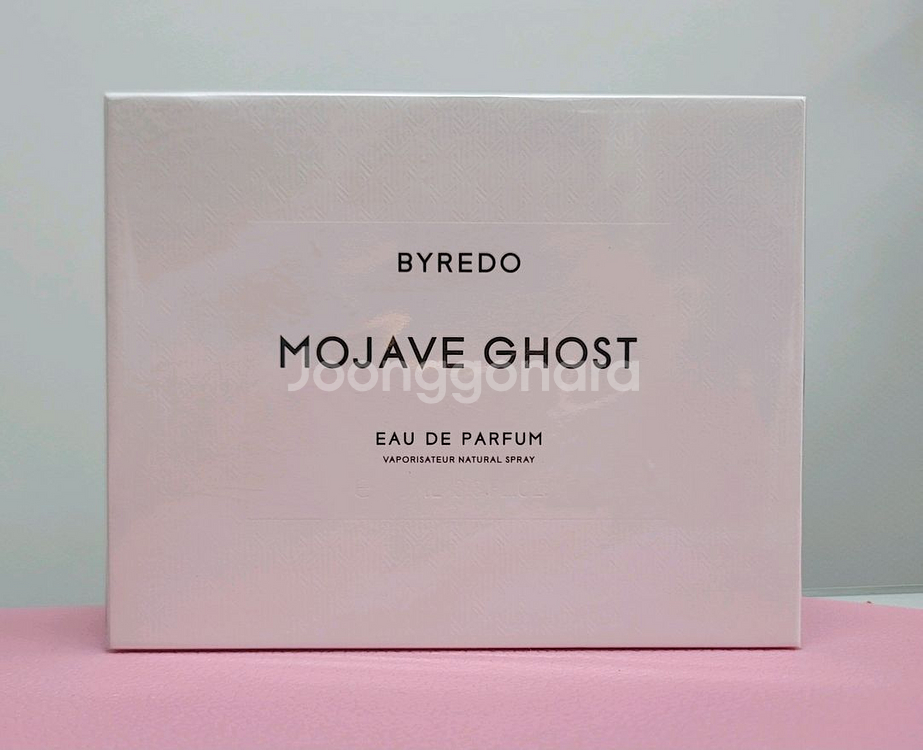 BYREDO
MOJAVE GHOST
Joonggonara
EAU DE PARFUM
VAPORISATEUR NATURAL SPRAY